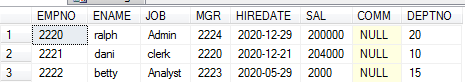 EMPNO ENAME JOB MGR HIREDATE SAL COMM DEPTNO
1 2220 ralph Admin 2224 2020-12-29 200000 NULL 20
2 2221 dani clerk 2220 2020-12-21 204000 NULL 10
3 2222 betty Analyst 2223 2020-05-29 2000 NULL 15